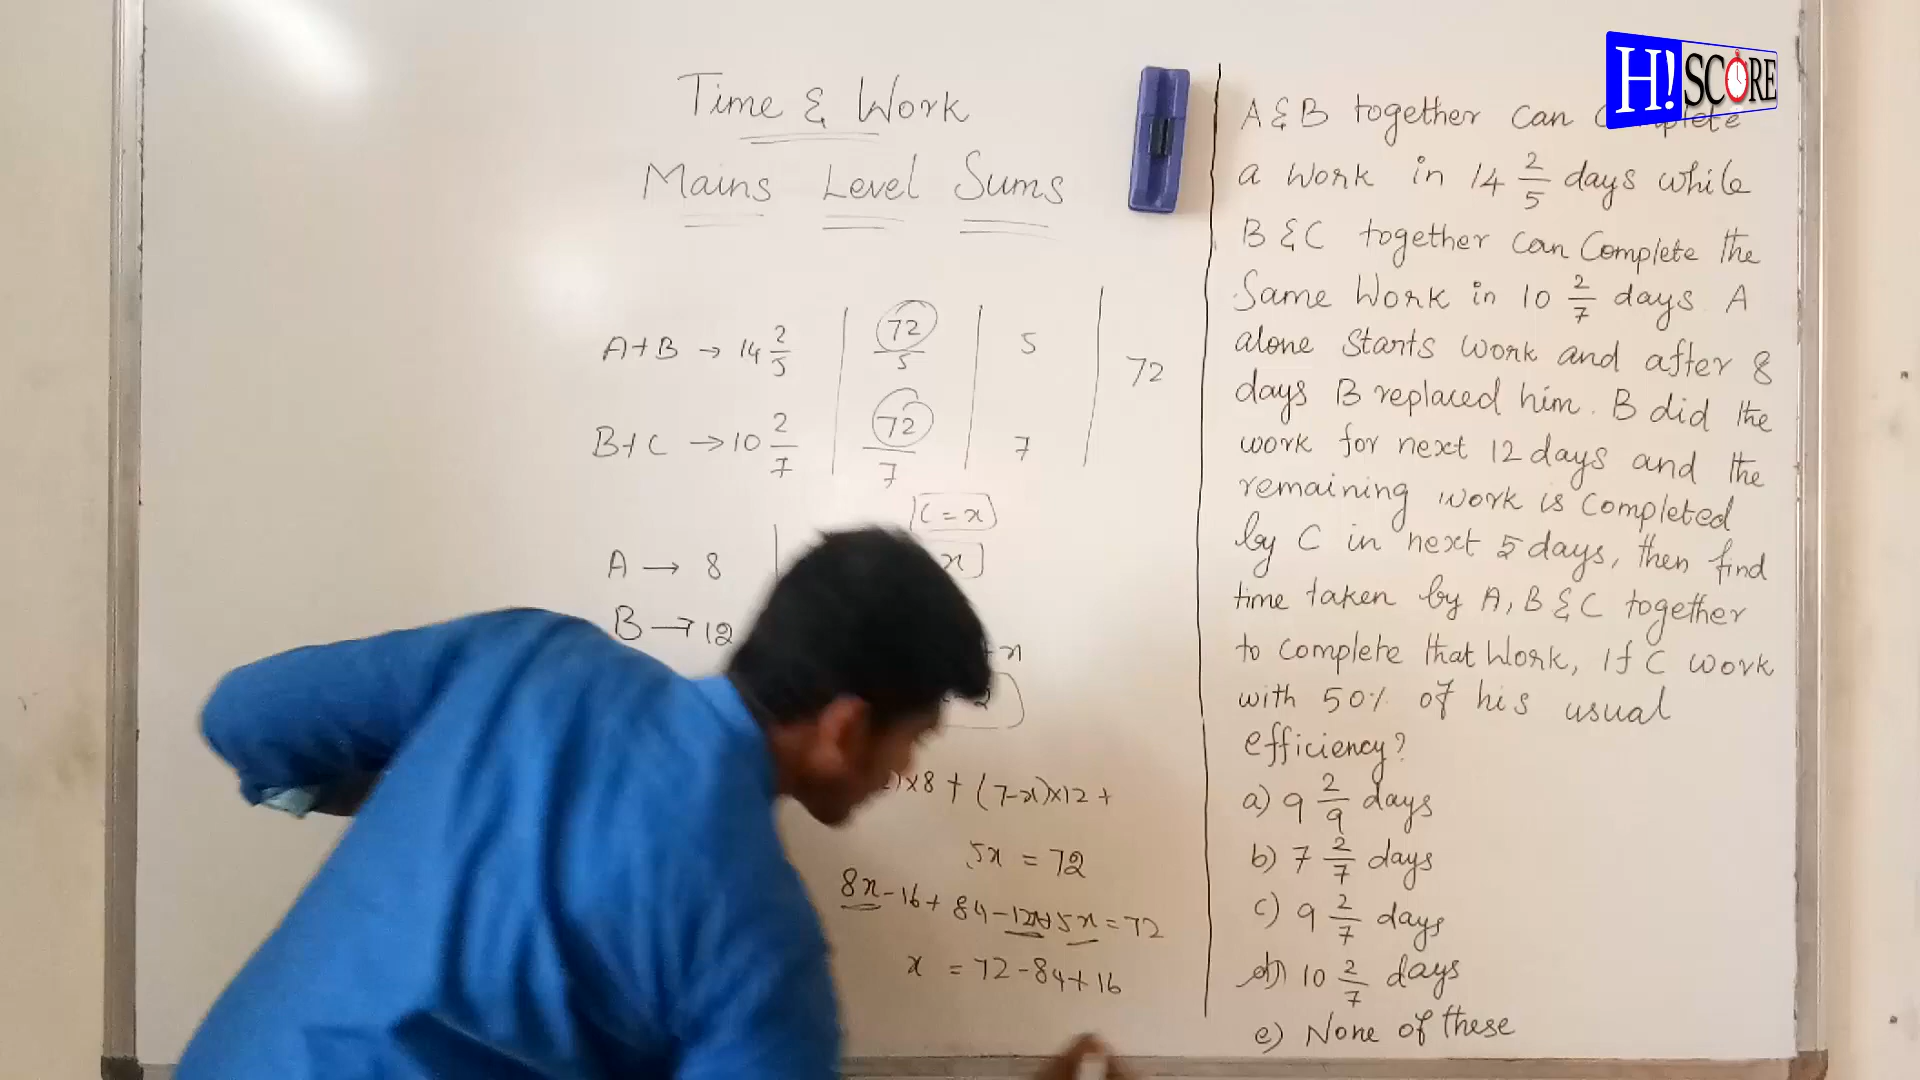 Time & Work
Mains Level Sums
A+B → 14 2/5 | 72/5 | 5 | 72
B+C → 10 2/7 | 72/7 | 7
C = x
A → 8
x
B → 12
+ x
2
)x8 + (7-x)x12 +
5x = 72
8x - 16 + 84 - 12x + 5x = 72
x = 72 - 84 + 16
H! SCORE
A & B together can
a work in 14 2/5 days while
B & C together can Complete the
Same Work in 10 2/7 days A
alone Starts work and after 8
days B replaced him. B did the
work for next 12 days and the
remaining work is completed
by C in next 5 days, then find
time taken by A, B & C together
to complete that Work, If C work
with 50% of his usual
efficiency?
a) 9 2/9 days
b) 7 2/7 days
c) 9 2/7 days
d) 10 2/7 days
e) None of these